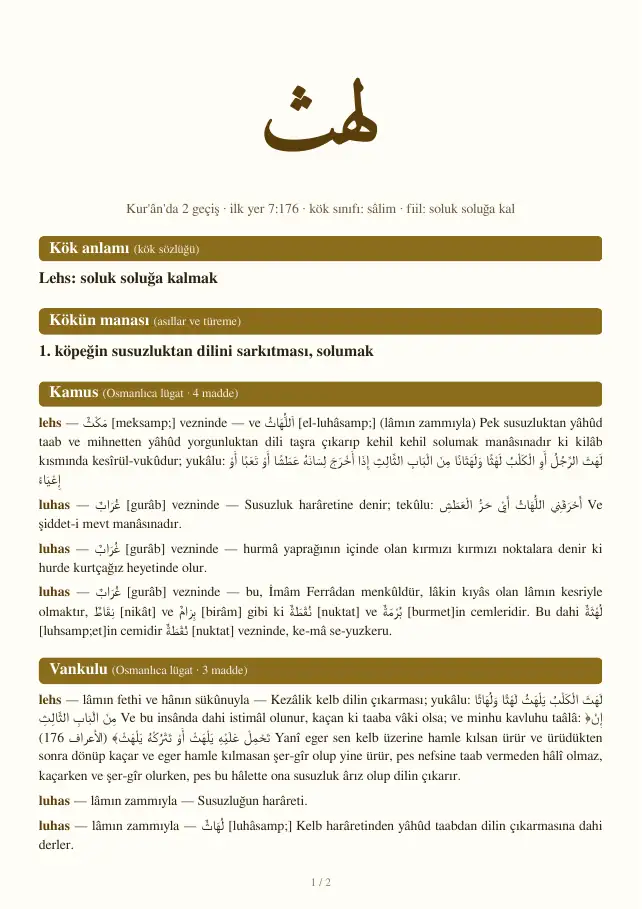 لهث
Kur'ân'da 2 geçiş · ilk yer 7:176 · kök sınıfı: sâlim · fiil: soluk soluğa kal
Kök anlamı (kök sözlüğü)
Lehs: soluk soluğa kalmak
Kökün manası (asıllar ve türeme)
1. köpeğin susuzluktan dilini sarkıtması, solumak
Kamus (Osmanlıca lügat · 4 madde)
lehs — مَكَثَ [meksamp;] vezninde — ve اَللُّهَاثُ [el-luhâsamp;] (lâmın zammıyla) Pek susuzluktan yâhûd
taab ve mihnetten yâhûd yorgunluktan dili taşra çıkarıp kehil kehil solumak manâsınadır ki kilâb
kısmında kesîrül-vukûdur; yukâlu: لَهَثَ الرَّجُلُ أَوِ الْكَلْبُ لَهْثًا وَلَهَثَانًا مِنَ الْبَابِ الثَّالِثِ إِذَا أَخْرَجَ لِسَانَهُ عَطَشًا أَوْ تَعَبًا أَوْ
إِعْيَاءً
luhas — غُرَابٌ [gurâb] vezninde — Susuzluk harâretine denir; tekûlu: أَحْرَقَنِي اللُّهَاثُ أَيْ حَرُّ الْعَطَشِ Ve
şiddet-i mevt manâsınadır.
luhas — غُرَابٌ [gurâb] vezninde — hurmâ yaprağının içinde olan kırmızı kırmızı noktalara denir ki
hurde kurtçağız heyetinde olur.
luhas — غُرَابٌ [gurâb] vezninde — bu, İmâm Ferrâdan menkûldür, lâkin kıyâs olan lâmın kesriyle
olmaktır, نِقَاطٌ [nikât] ve بِرَامٌ [birâm] gibi ki نُقْطَةٌ [nuktat] ve بُرْمَةٌ [burmet]in cemleridir. Bu dahi لُهْثَةٌ
[luhsamp;et]in cemidir نُقْطَةٌ [nuktat] vezninde, ke-mâ se-yuzkeru.
Vankulu (Osmanlıca lügat · 3 madde)
lehs — lâmın fethi ve hânın sükûnuyla — Kezâlik kelb dilin çıkarması; yukâlu: لَهَثَ الْكَلْبُ يَلْهَثُ لَهْثًا وَلُهَاثًا
مِنَ الْبَابِ الثَّالِثِ Ve bu insânda dahi istimâl olunur, kaçan ki taaba vâki olsa; ve minhu kavluhu taâlâ: ﴿إِنْ
تَحْمِلْ عَلَيْهِ يَلْهَثْ أَوْ تَتْرُكْهُ يَلْهَثْ﴾ (الأعراف 176) Yanî eger sen kelb üzerine hamle kılsan ürür ve ürüdükten
sonra dönüp kaçar ve eger hamle kılmasan şer-gîr olup yine ürür, pes nefsine taab vermeden hâlî olmaz,
kaçarken ve şer-gîr olurken, pes bu hâlette ona susuzluk ârız olup dilin çıkarır.
luhas — lâmın zammıyla — Susuzluğun harâreti.
luhas — lâmın zammıyla — لُهَاثٌ [luhâsamp;] Kelb harâretinden yâhûd taabdan dilin çıkarmasına dahi
derler.
1 / 2